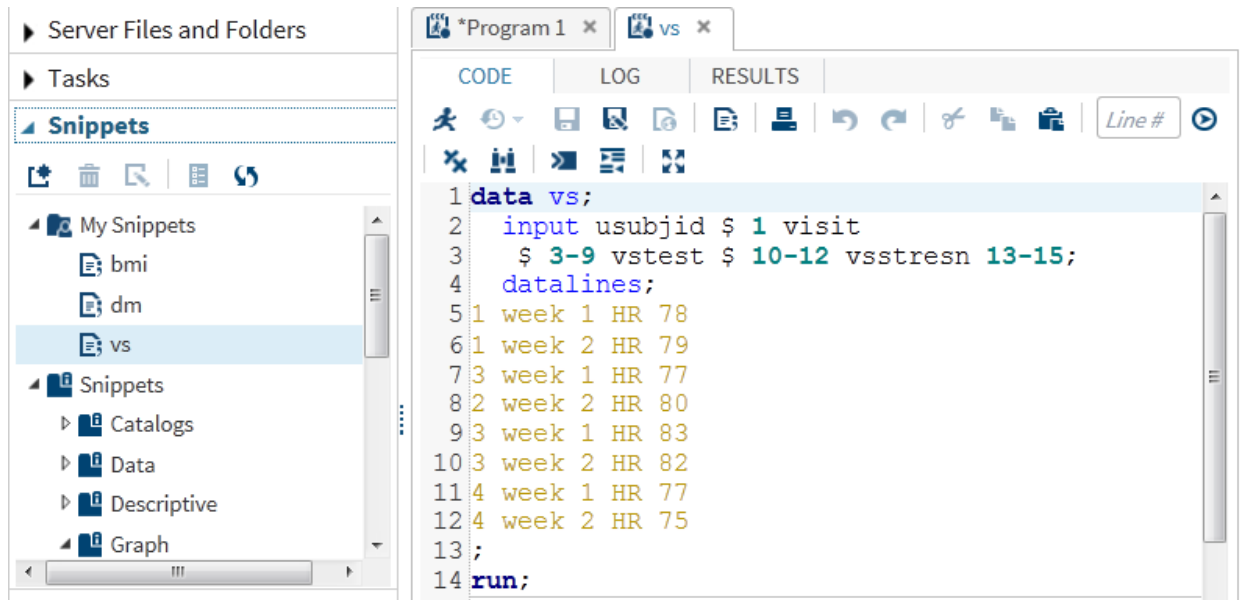 Server Files and Folders
Tasks
Snippets
My Snippets
bmi
dm
vs
Snippets
Catalogs
Data
Descriptive
Graph
*Program 1
vs
CODE
LOG
RESULTS
Line #
1 data vs;
2 input usubjid $ 1 visit
3 $ 3-9 vstest $ 10-12 vsstresn 13-15;
4 datalines;
5 1 week 1 HR 78
6 1 week 2 HR 79
7 3 week 1 HR 77
8 2 week 2 HR 80
9 3 week 1 HR 83
10 3 week 2 HR 82
11 4 week 1 HR 77
12 4 week 2 HR 75
13 ;
14 run;